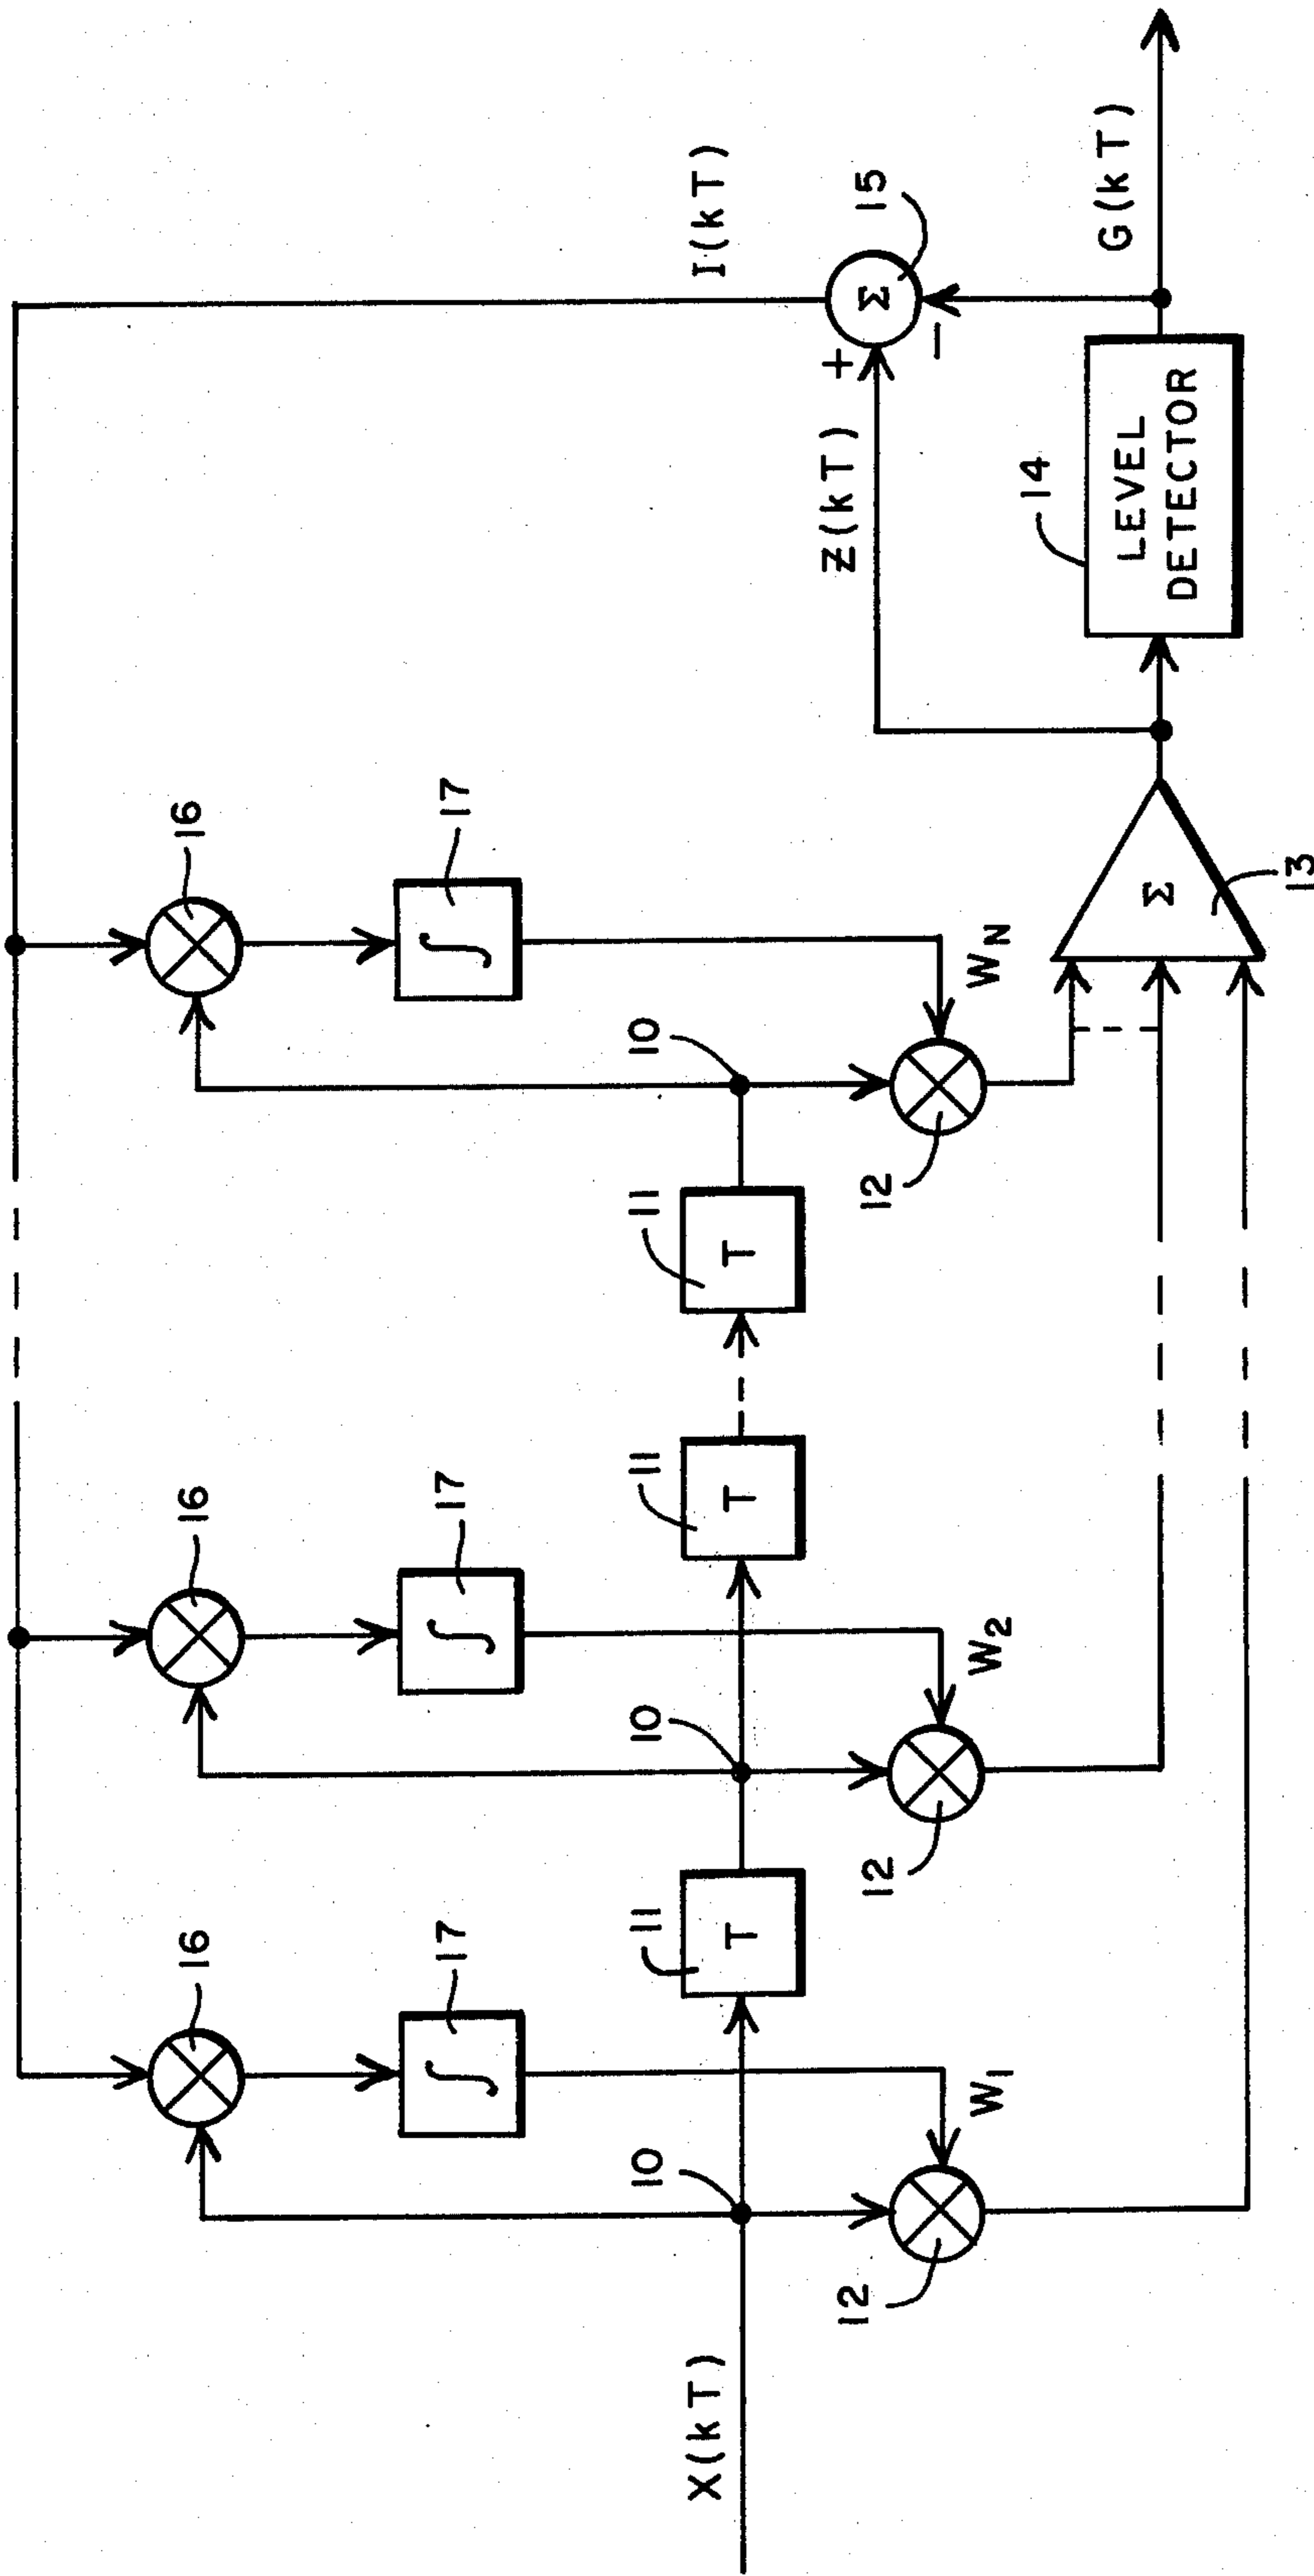 I(kT)
16
16
16
17
17
17
∫
∫
∫
X(kT)
10
11
T
10
11
T
11
T
10
12
W1
12
W2
12
WN
Z(kT)
+
−
Σ
15
Σ
13
14
LEVEL
DETECTOR
G(kT)